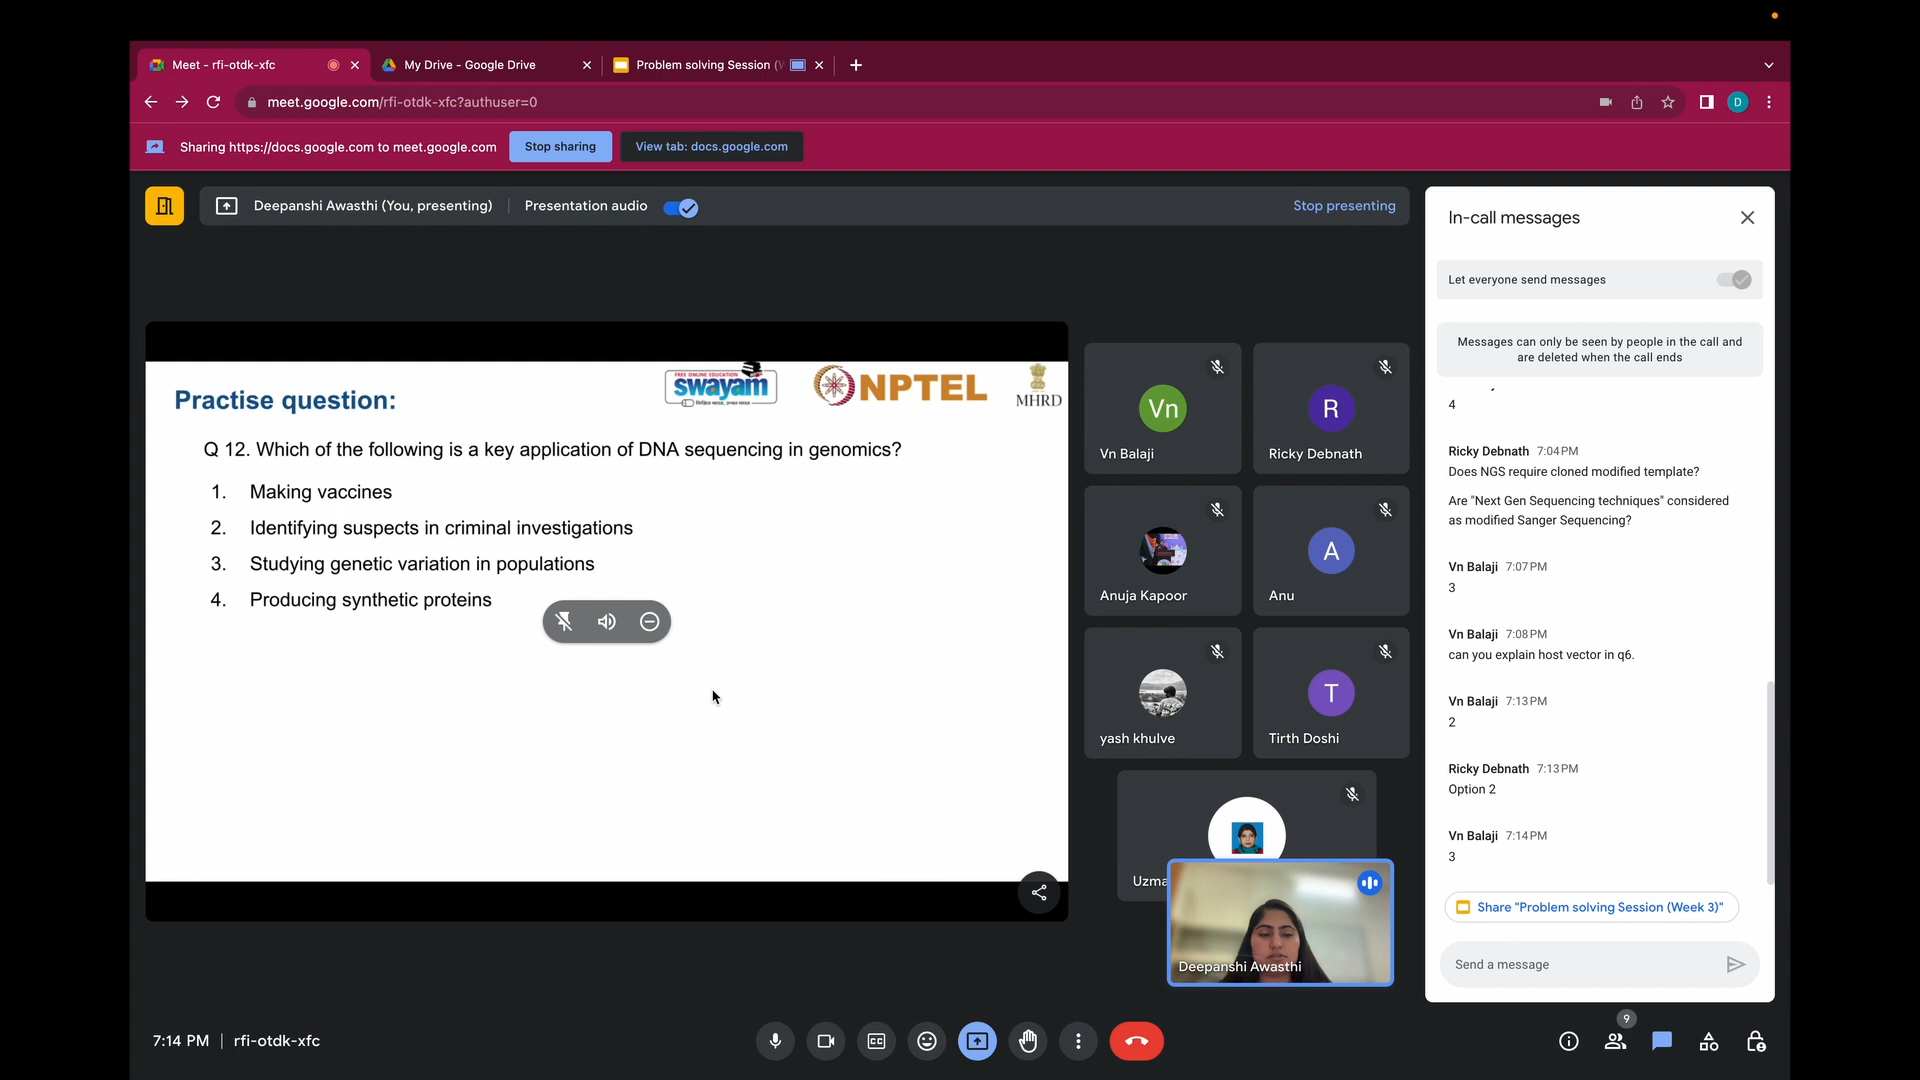 Meet - rfi-otdk-xfc
My Drive - Google Drive
Problem solving Session (
meet.google.com/rfi-otdk-xfc?authuser=0
D
Sharing https://docs.google.com to meet.google.com
Stop sharing
View tab: docs.google.com
Deepanshi Awasthi (You, presenting)
Presentation audio
Stop presenting
Practise question:
FREE ONLINE EDUCATION
swayam
NPTEL
MHRD
Q 12. Which of the following is a key application of DNA sequencing in genomics?
1. Making vaccines
2. Identifying suspects in criminal investigations
3. Studying genetic variation in populations
4. Producing synthetic proteins
Vn
Vn Balaji
R
Ricky Debnath
Anuja Kapoor
A
Anu
yash khulve
T
Tirth Doshi
Uzma
Deepanshi Awasthi
In-call messages
Let everyone send messages
Messages can only be seen by people in the call and
are deleted when the call ends
4
Ricky Debnath 7:04 PM
Does NGS require cloned modified template?
Are "Next Gen Sequencing techniques" considered
as modified Sanger Sequencing?
Vn Balaji 7:07 PM
3
Vn Balaji 7:08 PM
can you explain host vector in q6.
Vn Balaji 7:13 PM
2
Ricky Debnath 7:13 PM
Option 2
Vn Balaji 7:14 PM
3
Share "Problem solving Session (Week 3)"
Send a message
7:14 PM | rfi-otdk-xfc
CC
9